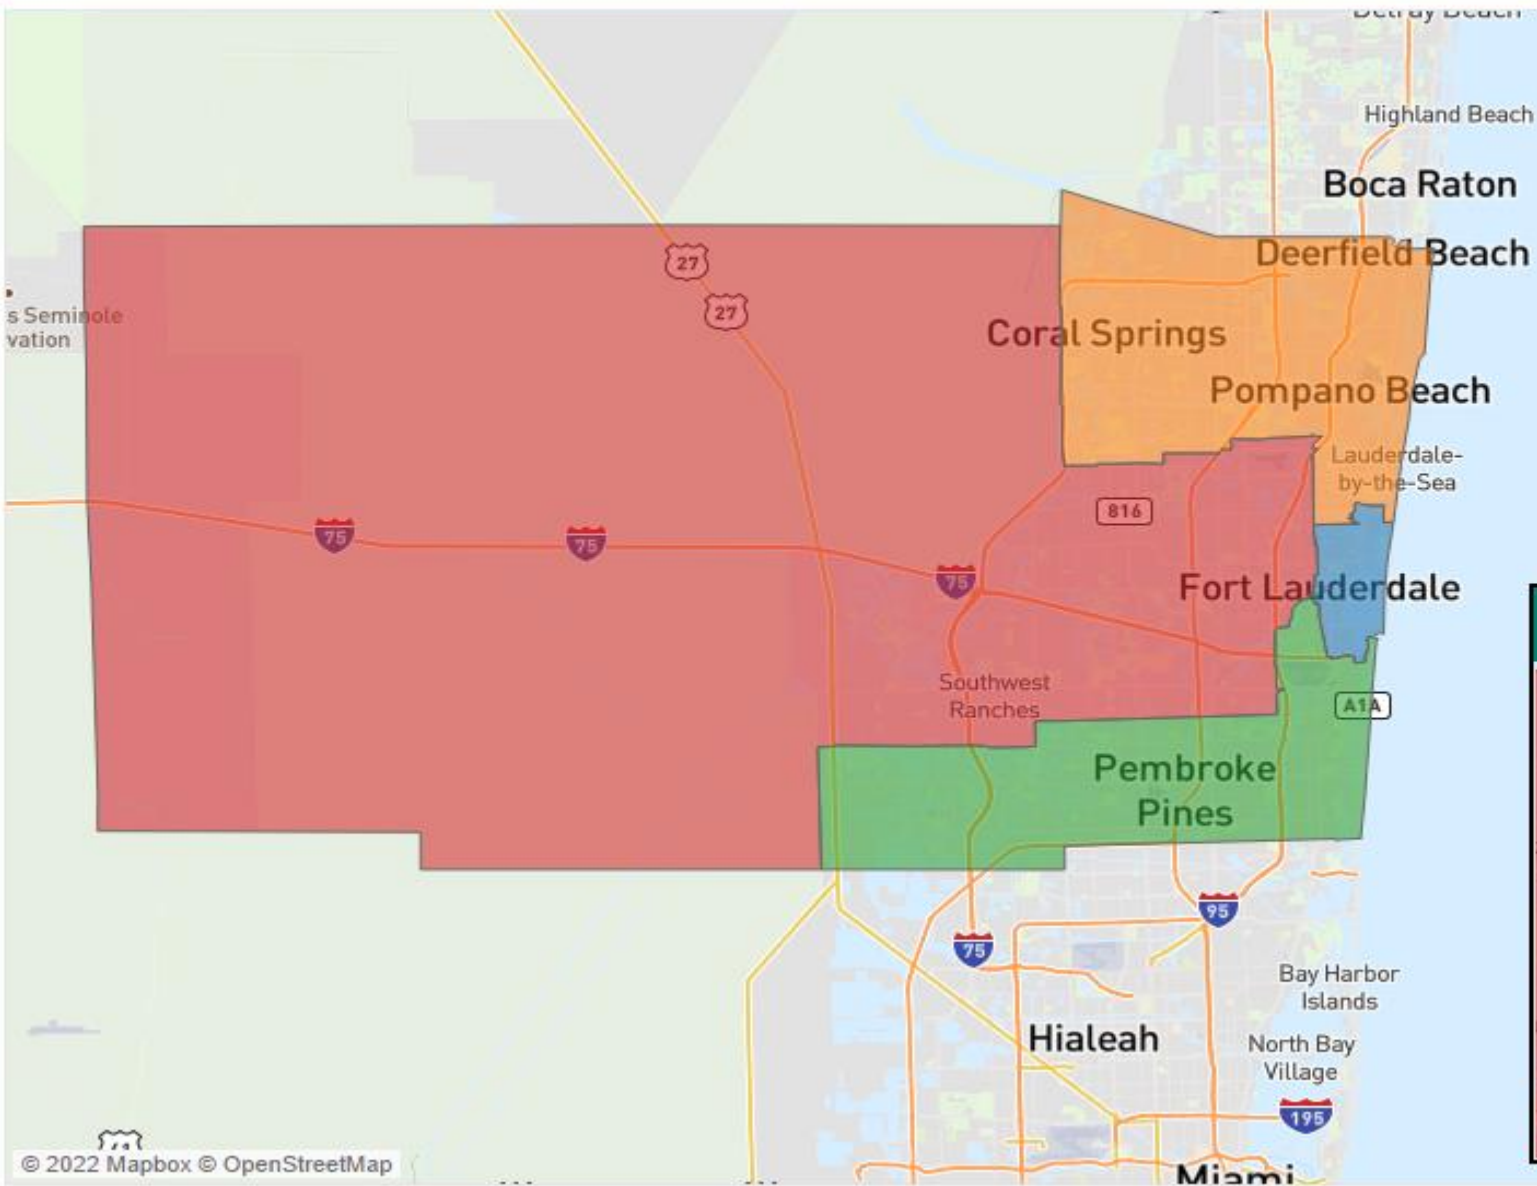 Delray Beach
Highland Beach
Boca Raton
Deerfield Beach
27
s Seminole
vation
27
Coral Springs
Pompano Beach
Lauderdale-
by-the-Sea
816
75
75
75
Fort Lauderdale
Southwest
Ranches
A1A
Pembroke
Pines
95
75
Bay Harbor
Islands
Hialeah
North Bay
Village
195
© 2022 Mapbox © OpenStreetMap
Miami